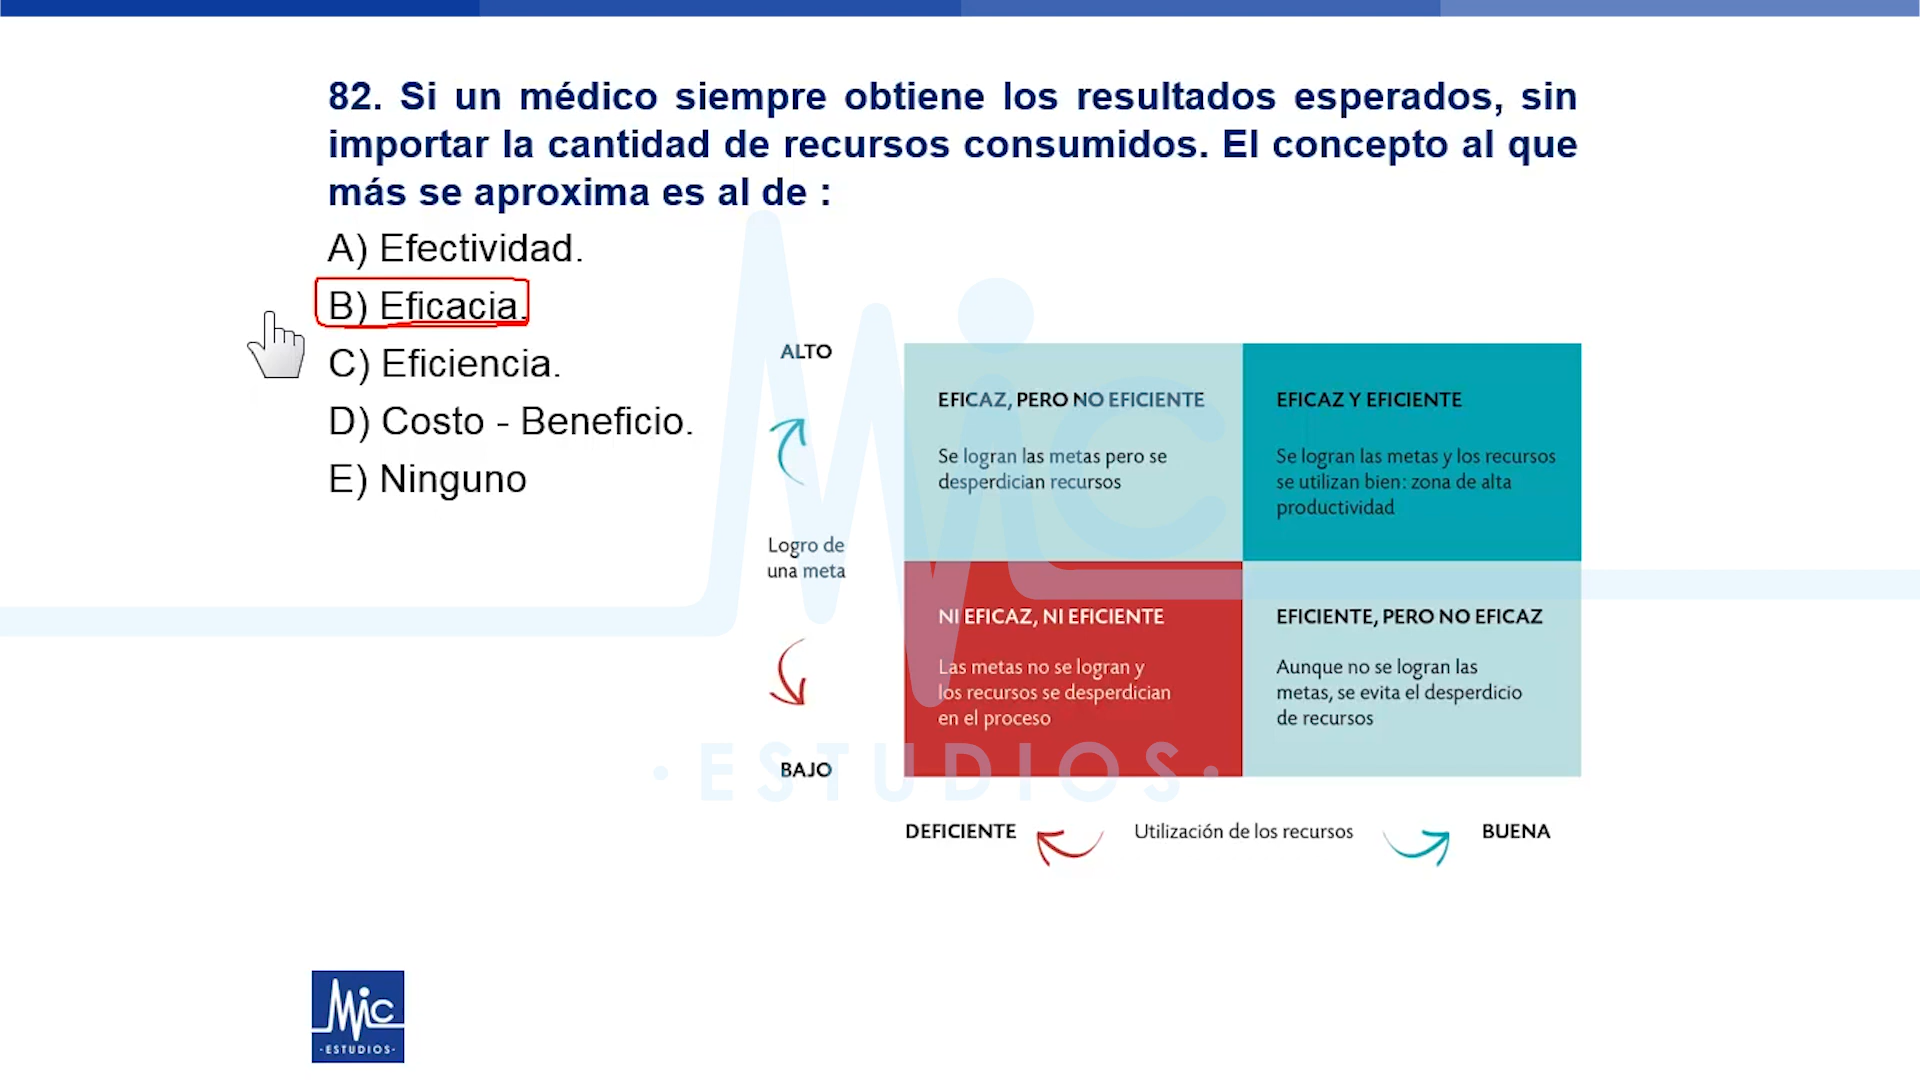 82. Si un médico siempre obtiene los resultados esperados, sin
importar la cantidad de recursos consumidos. El concepto al que
más se aproxima es al de :
A) Efectividad.
B) Eficacia.
C) Eficiencia.
D) Costo - Beneficio.
E) Ninguno
ALTO
Logro de
una meta
BAJO
EFICAZ, PERO NO EFICIENTE
Se logran las metas pero se
desperdician recursos
EFICAZ Y EFICIENTE
Se logran las metas y los recursos
se utilizan bien: zona de alta
productividad
NI EFICAZ, NI EFICIENTE
Las metas no se logran y
los recursos se desperdician
en el proceso
EFICIENTE, PERO NO EFICAZ
Aunque no se logran las
metas, se evita el desperdicio
de recursos
DEFICIENTE
Utilización de los recursos
BUENA
MiC
· ESTUDIOS ·
MiC
·ESTUDIOS·